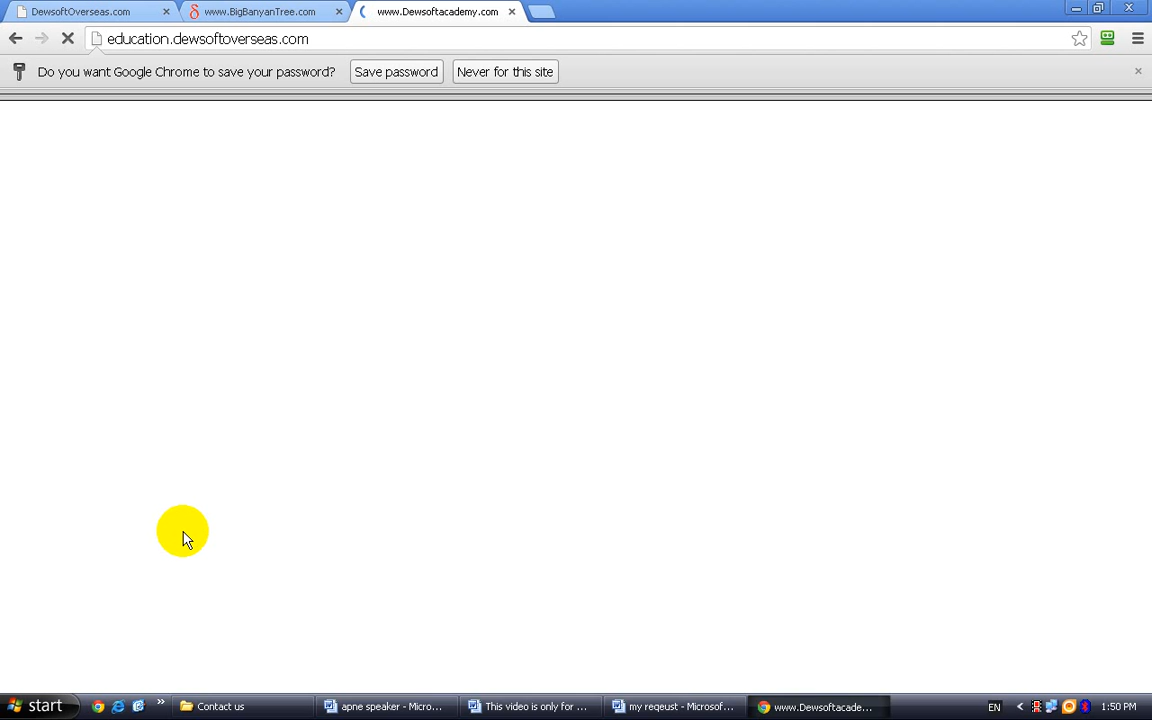 DewsoftOverseas.com
www.BigBanyanTree.com
www.Dewsoftacademy.com
education.dewsoftoverseas.com
Do you want Google Chrome to save your password? Save password Never for this site
start
Contact us
apne speaker - Micro...
This video is only for ...
my reqeust - Microsof...
www.Dewsoftacade...
EN
1:50 PM